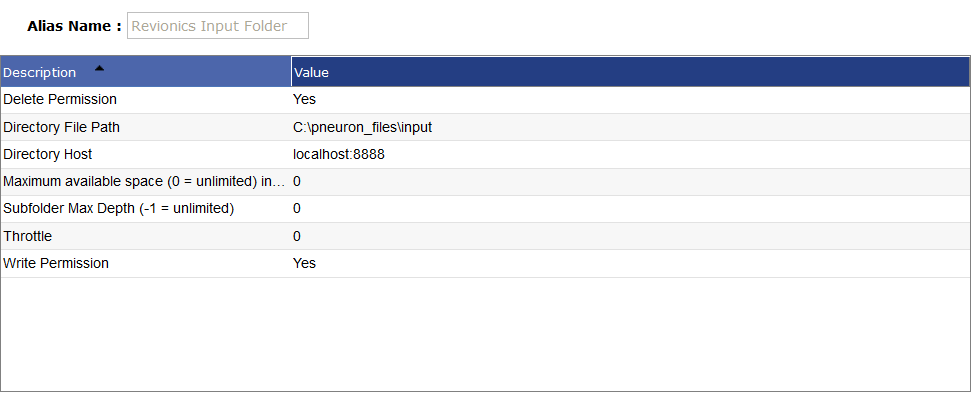 Alias Name : Revionics Input Folder
Description Value
Delete Permission Yes
Directory File Path C:\pneuron_files\input
Directory Host localhost:8888
Maximum available space (0 = unlimited) in... 0
Subfolder Max Depth (-1 = unlimited) 0
Throttle 0
Write Permission Yes